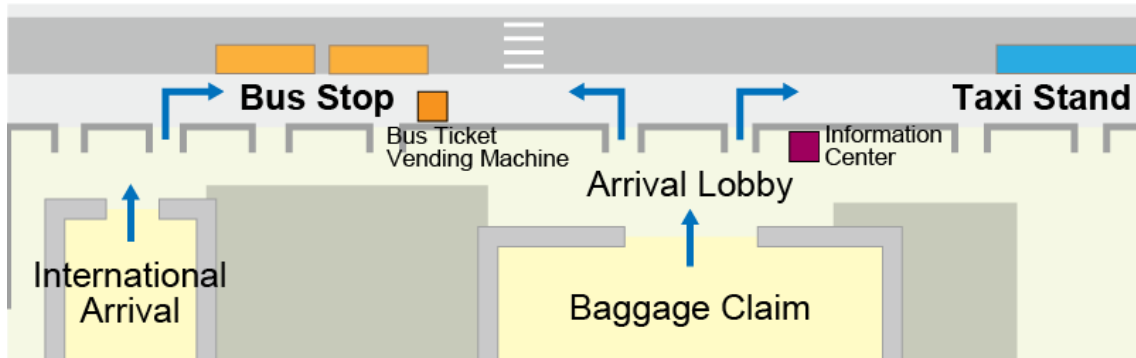 Bus Stop
Taxi Stand
Bus Ticket
Vending Machine
Information
Center
Arrival Lobby
International
Arrival
Baggage Claim